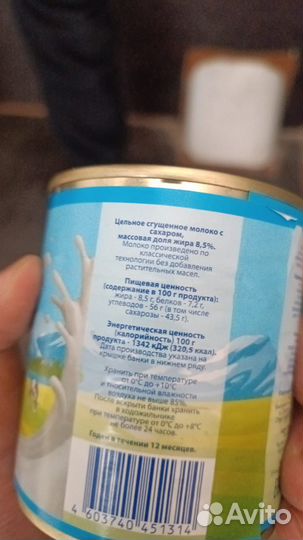 Цельное сгущенное молоко с
сахаром,
массовая доля жира 8,5%.
Молоко произведено по
классической
технологии без добавления
растительных масел.
Пищевая ценность
(содержание в 100 г продукта):
жира - 8,5 г, белков - 7,2 г,
углеводов - 56 г (в том числе
сахарозы - 43,5 г).
Энергетическая ценность
(калорийность) 100 г
продукта - 1342 кДж (320,5 ккал).
Дата производства указана на
крышке банки в нижнем ряду.
Хранить при температуре
от 0°С до +10°С
и относительной влажности
воздуха не выше 85%.
После вскрытия банки хранить
в холодильнике
при температуре от 0°С до +8°С
не более 24 часов.
Годен в течении 12 месяцев.
4 603740 451314
Avito